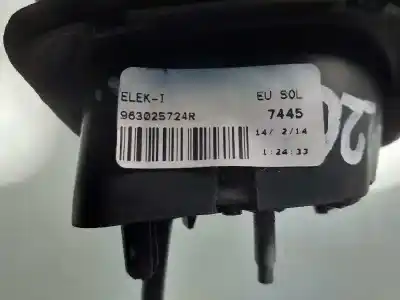 ELEK-I EU SOL
963025724R 7445
14/ 2/14
1:24:33